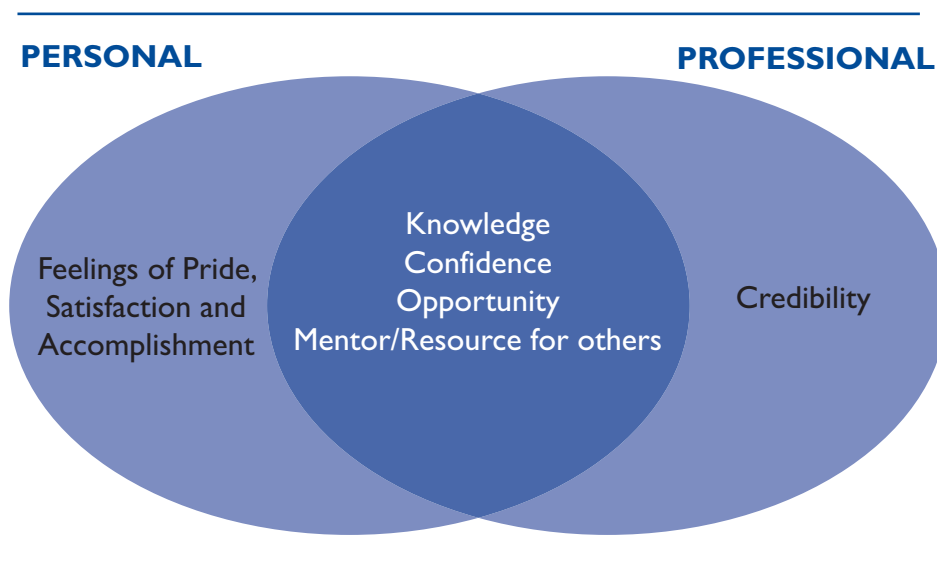 PERSONAL
PROFESSIONAL
Feelings of Pride,
Satisfaction and
Accomplishment
Knowledge
Confidence
Opportunity
Mentor/Resource for others
Credibility